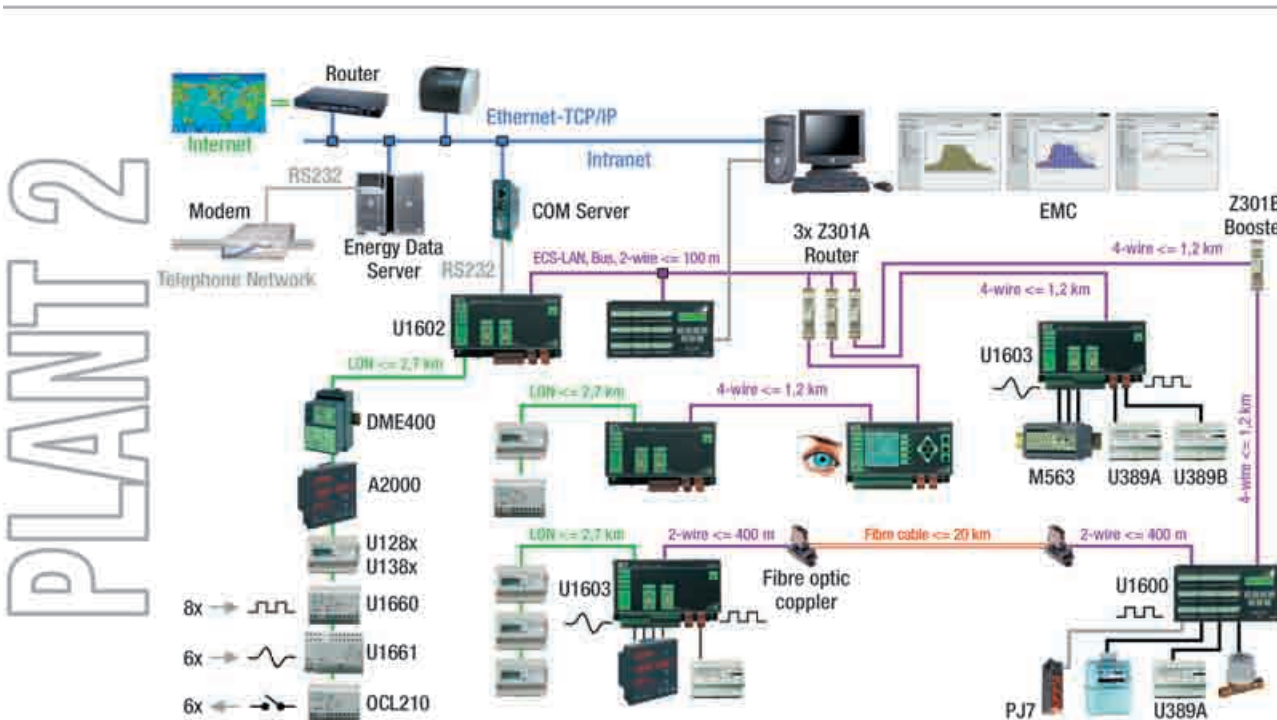 PLANT 2
Router
Ethernet-TCP/IP
Internet
Intranet
RS232
Modem
COM Server
Energy Data
Server
Telephone Network
RS232
EMC
Z301B
Booste
3x Z301A
Router
4-wire <= 1,2 km
ECS-LAN, Bus, 2-wire <= 100 m
4-wire <= 1,2 km
U1602
U1603
LON <= 2,7 km
LON <= 2,7 km
4-wire <= 1,2 km
4-wire <= 1,2 km
DME400
M563
U389A
U389B
A2000
LON <= 2,7 km
2-wire <= 400 m
Fibre cable <= 20 km
2-wire <= 400 m
U128x
U138x
Fibre optic
coppler
U1603
U1600
8x
U1660
6x
U1661
6x
OCL210
PJ7
U389A